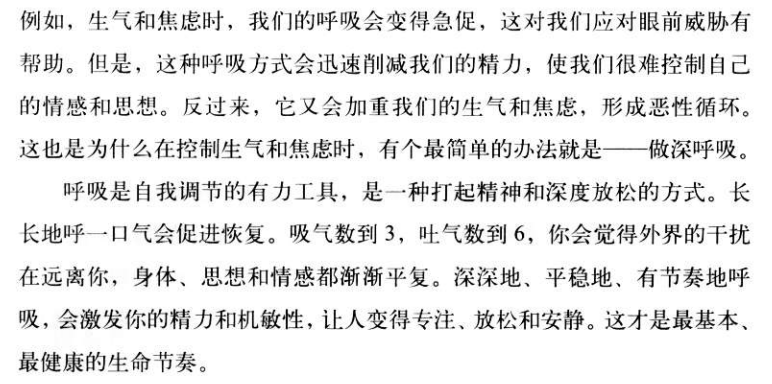 例如，生气和焦虑时，我们的呼吸会变得急促，这对我们应对眼前威胁有
帮助。但是，这种呼吸方式会迅速削减我们的精力，使我们很难控制自己
的情感和思想。反过来，它又会加重我们的生气和焦虑，形成恶性循环。
这也是为什么在控制生气和焦虑时，有个最简单的办法就是——做深呼吸。
呼吸是自我调节的有力工具，是一种打起精神和深度放松的方式。长
长地呼一口气会促进恢复。吸气数到 3，吐气数到 6，你会觉得外界的干扰
在远离你，身体、思想和情感都渐渐平复。深深地、平稳地、有节奏地呼
吸，会激发你的精力和机敏性，让人变得专注、放松和安静。这才是最基本、
最健康的生命节奏。